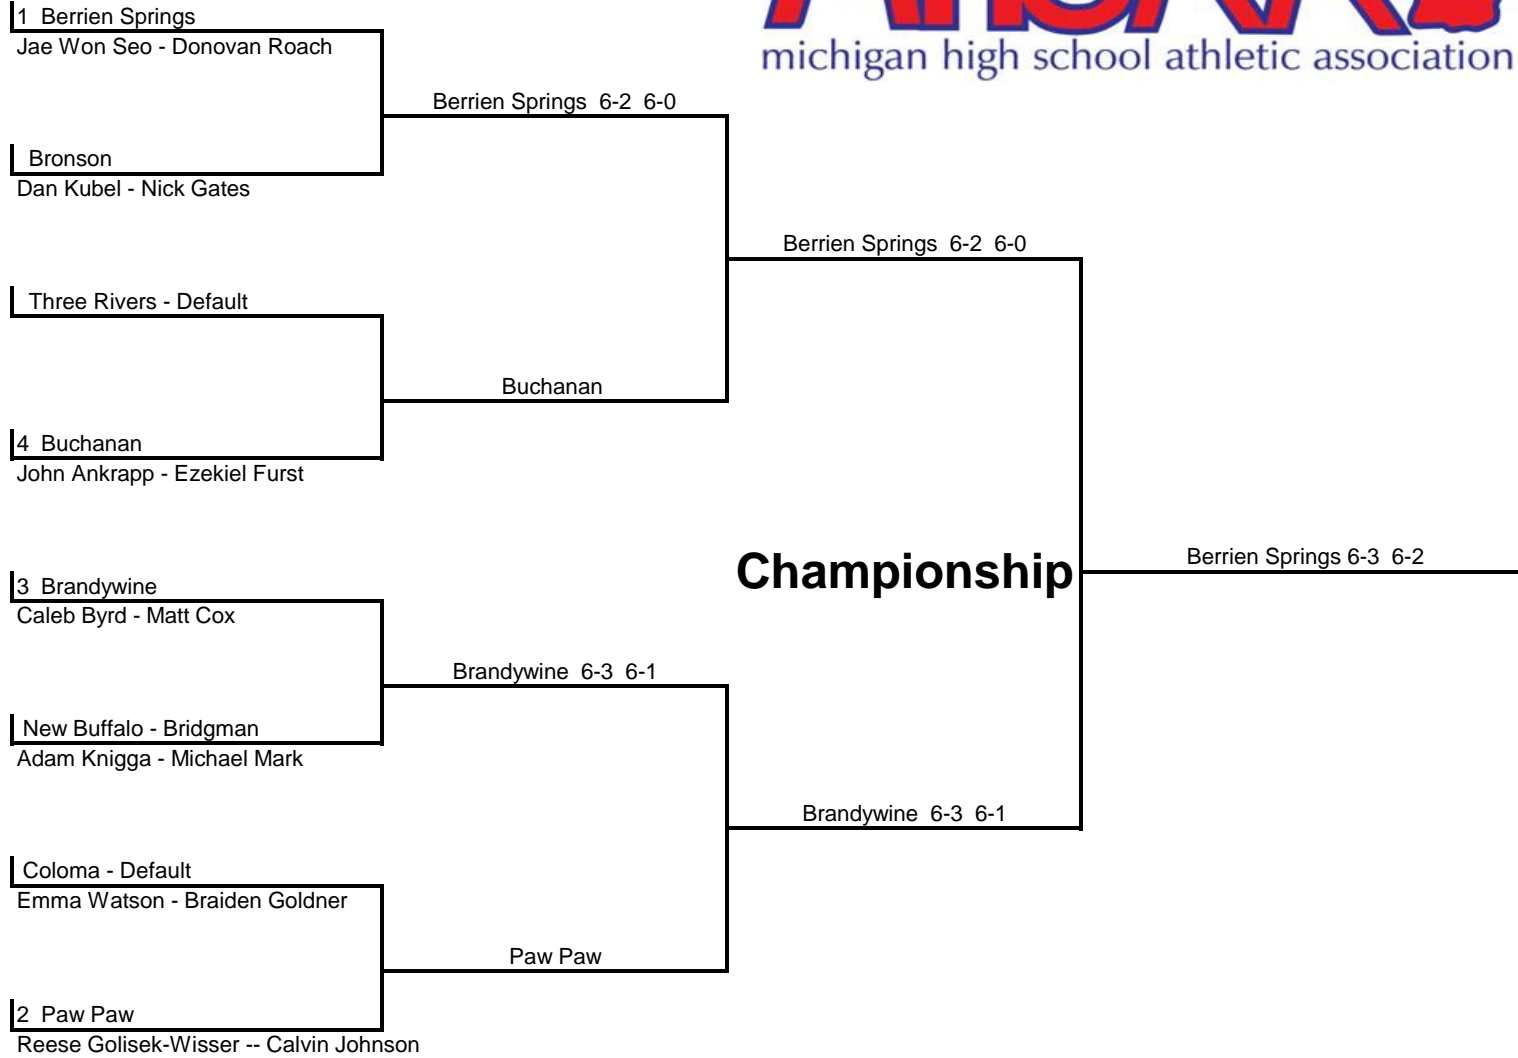 1 Berrien Springs
Jae Won Seo - Donovan Roach
michigan high school athletic association
Berrien Springs 6-2 6-0
Bronson
Dan Kubel - Nick Gates
Berrien Springs 6-2 6-0
Three Rivers - Default
Buchanan
4 Buchanan
John Ankrapp - Ezekiel Furst
Championship
Berrien Springs 6-3 6-2
3 Brandywine
Caleb Byrd - Matt Cox
Brandywine 6-3 6-1
New Buffalo - Bridgman
Adam Knigga - Michael Mark
Brandywine 6-3 6-1
Coloma - Default
Emma Watson - Braiden Goldner
Paw Paw
2 Paw Paw
Reese Golisek-Wisser -- Calvin Johnson